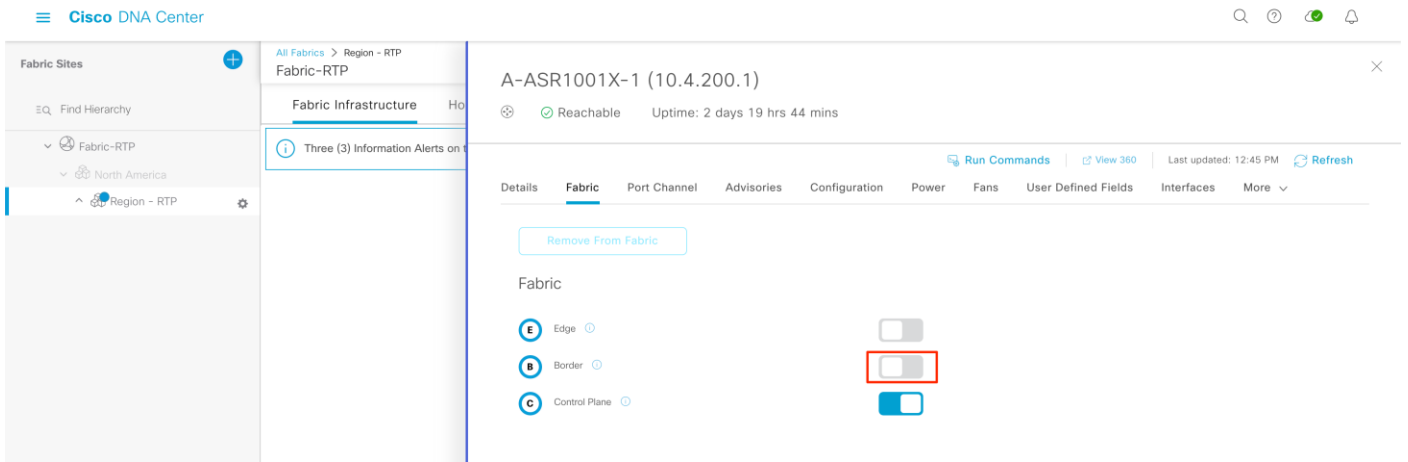 Cisco DNA Center
Fabric Sites
Find Hierarchy
Fabric-RTP
North America
Region - RTP
All Fabrics > Region - RTP
Fabric-RTP
Fabric Infrastructure
Three (3) Information Alerts on
A-ASR1001X-1 (10.4.200.1)
Reachable Uptime: 2 days 19 hrs 44 mins
Run Commands View 360 Last updated: 12:45 PM Refresh
Details Fabric Port Channel Advisories Configuration Power Fans User Defined Fields Interfaces More
Remove From Fabric
Fabric
E Edge
B Border
C Control Plane